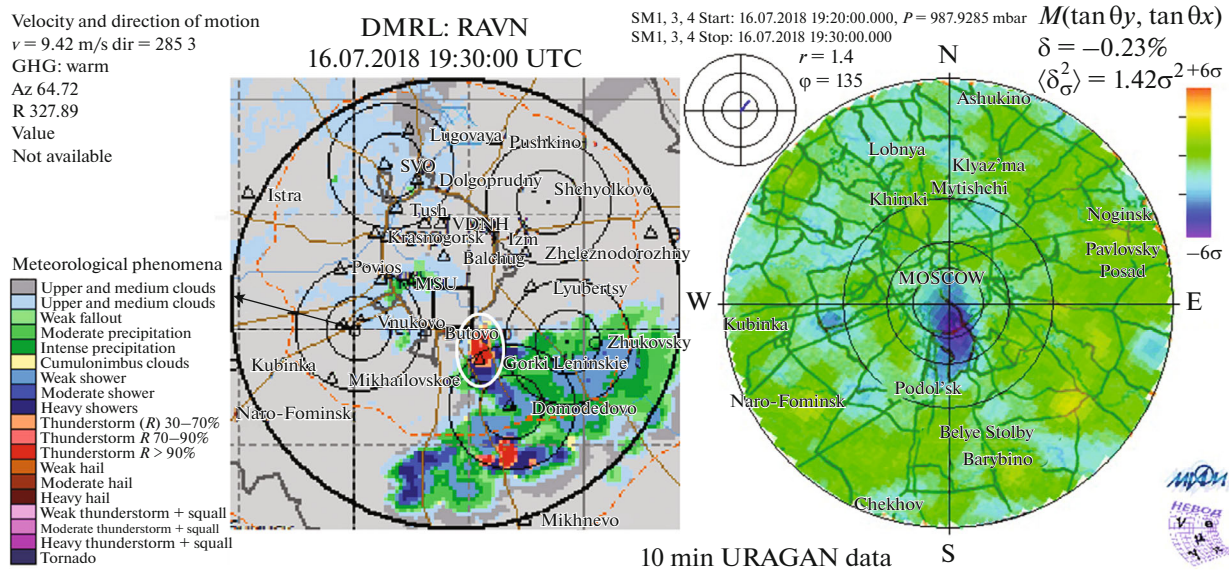 Velocity and direction of motion
v = 9.42 m/s dir = 285 3
GHG: warm
Az 64.72
R 327.89
Value
Not available
DMRL: RAVN
16.07.2018 19:30:00 UTC
SM1, 3, 4 Start: 16.07.2018 19:20:00.000, P = 987.9285 mbar
SM1, 3, 4 Stop: 16.07.2018 19:30:00.000
r = 1.4
φ = 135
M(tan θy, tan θx)
δ = −0.23%
⟨δ²σ⟩ = 1.42σ²
+6σ
−6σ
Meteorological phenomena
Upper and medium clouds
Upper and medium clouds
Weak fallout
Moderate precipitation
Intense precipitation
Cumulonimbus clouds
Weak shower
Moderate shower
Heavy showers
Thunderstorm (R) 30–70%
Thunderstorm R 70–90%
Thunderstorm R > 90%
Weak hail
Moderate hail
Heavy hail
Weak thunderstorm + squall
Moderate thunderstorm + squall
Heavy thunderstorm + squall
Tornado
Lugovaya
Pushkino
SVO
Dolgoprudny
Shchyolkovo
Istra
Tush
VDNH
Krasnogorsk
Izm
Balchug
Zheleznodorozhny
Povios
MSU
Lyubertsy
Vnukovo
Butovo
Zhukovsky
Kubinka
Gorki Leninskie
Mikhailovskoe
Naro-Fominsk
Domodedovo
Mikhnevo
N
Ashukino
Lobnya
Klyaz’ma
Mytishchi
Khimki
Noginsk
Pavlovsky
Posad
MOSCOW
W
E
Kubinka
Podol’sk
Naro-Fominsk
Belye Stolby
Barybino
Chekhov
S
10 min URAGAN data
НЕВОД
ν
e
μ
γ